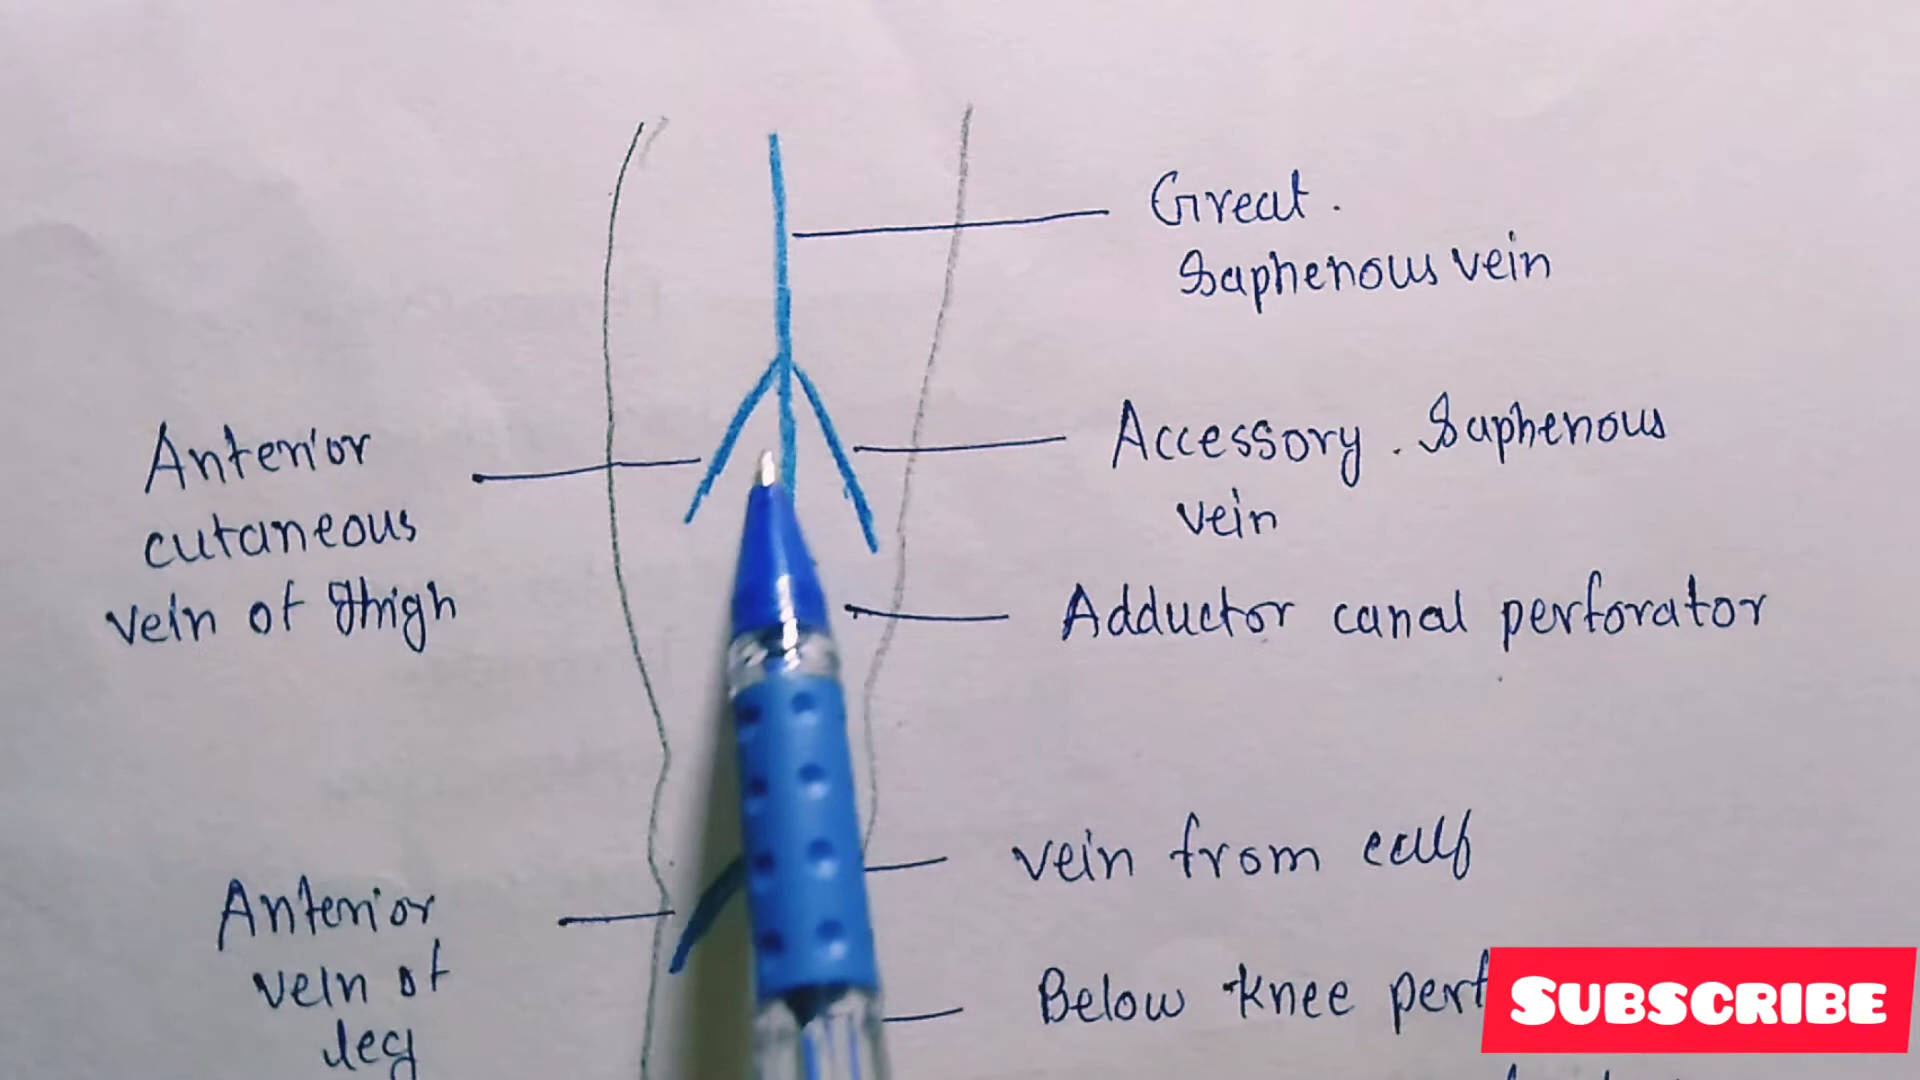 Great.
Saphenous vein
Anterior
cutaneous
vein of thigh
Accessory. Saphenous
vein
Adductor canal perforator
vein from calf
Anterior
vein of
leg
Below knee perf
SUBSCRIBE